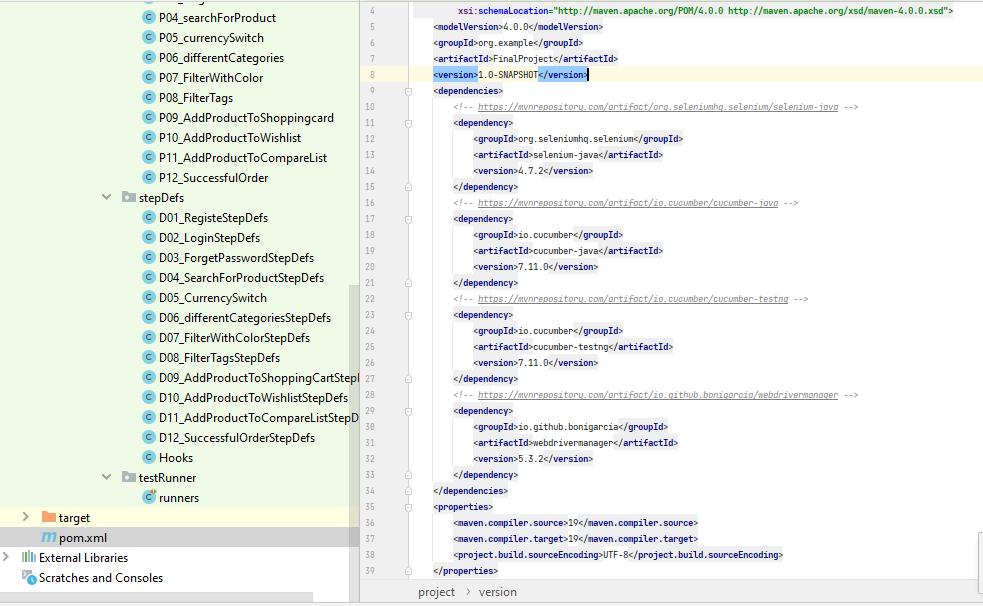 P04_searchForProduct
P05_currencySwitch
P06_differentCategories
P07_FilterWithColor
P08_FilterTags
P09_AddProductToShoppingcard
P10_AddProductToWishlist
P11_AddProductToCompareList
P12_SuccessfulOrder
stepDefs
D01_RegisteStepDefs
D02_LoginStepDefs
D03_ForgetPasswordStepDefs
D04_SearchForProductStepDefs
D05_CurrencySwitch
D06_differentCategoriesStepDefs
D07_FilterWithColorStepDefs
D08_FilterTagsStepDefs
D09_AddProductToShoppingCartStepI
D10_AddProductToWishlistStepDefs
D11_AddProductToCompareListStepD
D12_SuccessfulOrderStepDefs
Hooks
testRunner
runners
target
pom.xml
External Libraries
Scratches and Consoles
4 xsi:schemaLocation="http://maven.apache.org/POM/4.0.0 http://maven.apache.org/xsd/maven-4.0.0.xsd">
5 <modelVersion>4.0.0</modelVersion>
6 <groupId>org.example</groupId>
7 <artifactId>FinalProject</artifactId>
8 <version>1.0-SNAPSHOT</version>
9 <dependencies>
10 <!-- https://mvnrepository.com/artifact/org.seleniumhq.selenium/selenium-java -->
11 <dependency>
12 <groupId>org.seleniumhq.selenium</groupId>
13 <artifactId>selenium-java</artifactId>
14 <version>4.7.2</version>
15 </dependency>
16 <!-- https://mvnrepository.com/artifact/io.cucumber/cucumber-java -->
17 <dependency>
18 <groupId>io.cucumber</groupId>
19 <artifactId>cucumber-java</artifactId>
20 <version>7.11.0</version>
21 </dependency>
22 <!-- https://mvnrepository.com/artifact/io.cucumber/cucumber-testng -->
23 <dependency>
24 <groupId>io.cucumber</groupId>
25 <artifactId>cucumber-testng</artifactId>
26 <version>7.11.0</version>
27 </dependency>
28 <!-- https://mvnrepository.com/artifact/io.github.bonigarcia/webdrivermanager -->
29 <dependency>
30 <groupId>io.github.bonigarcia</groupId>
31 <artifactId>webdrivermanager</artifactId>
32 <version>5.3.2</version>
33 </dependency>
34 </dependencies>
35 <properties>
36 <maven.compiler.source>19</maven.compiler.source>
37 <maven.compiler.target>19</maven.compiler.target>
38 <project.build.sourceEncoding>UTF-8</project.build.sourceEncoding>
39 </properties>
project › version